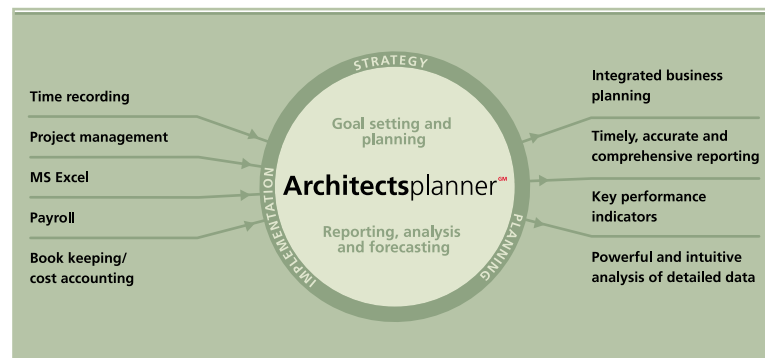 Time recording
Project management
MS Excel
Payroll
Book keeping/
cost accounting
STRATEGY
Goal setting and
planning
IMPLEMENTATION
Architectsplanner GM
PLANNING
Reporting, analysis
and forecasting
Integrated business
planning
Timely, accurate and
comprehensive reporting
Key performance
indicators
Powerful and intuitive
analysis of detailed data